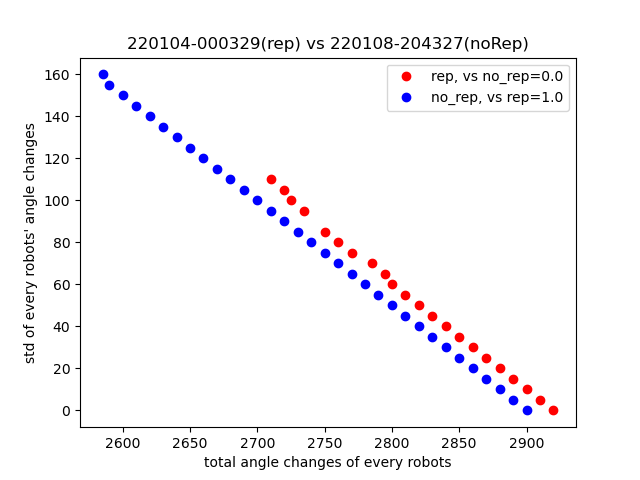 220104-000329(rep) vs 220108-204327(noRep)
rep, vs no_rep=0.0
no_rep, vs rep=1.0
std of every robots' angle changes
160
140
120
100
80
60
40
20
0
2600 2650 2700 2750 2800 2850 2900
total angle changes of every robots